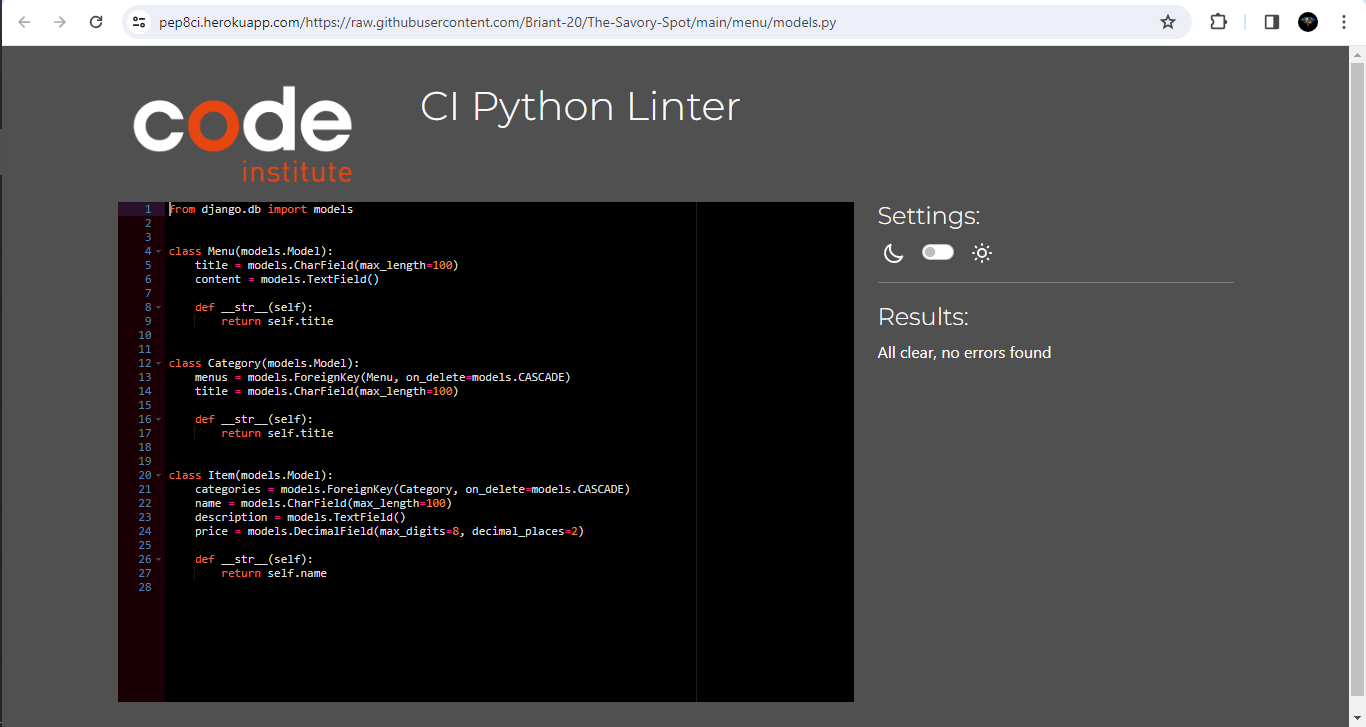 pep8ci.herokuapp.com/https://raw.githubusercontent.com/Briant-20/The-Savory-Spot/main/menu/models.py
code
institute
CI Python Linter
1 from django.db import models
2
3
4 class Menu(models.Model):
5     title = models.CharField(max_length=100)
6     content = models.TextField()
7
8     def __str__(self):
9         return self.title
10
11
12 class Category(models.Model):
13     menus = models.ForeignKey(Menu, on_delete=models.CASCADE)
14     title = models.CharField(max_length=100)
15
16     def __str__(self):
17         return self.title
18
19
20 class Item(models.Model):
21     categories = models.ForeignKey(Category, on_delete=models.CASCADE)
22     name = models.CharField(max_length=100)
23     description = models.TextField()
24     price = models.DecimalField(max_digits=8, decimal_places=2)
25
26     def __str__(self):
27         return self.name
28
Settings:
Results:
All clear, no errors found